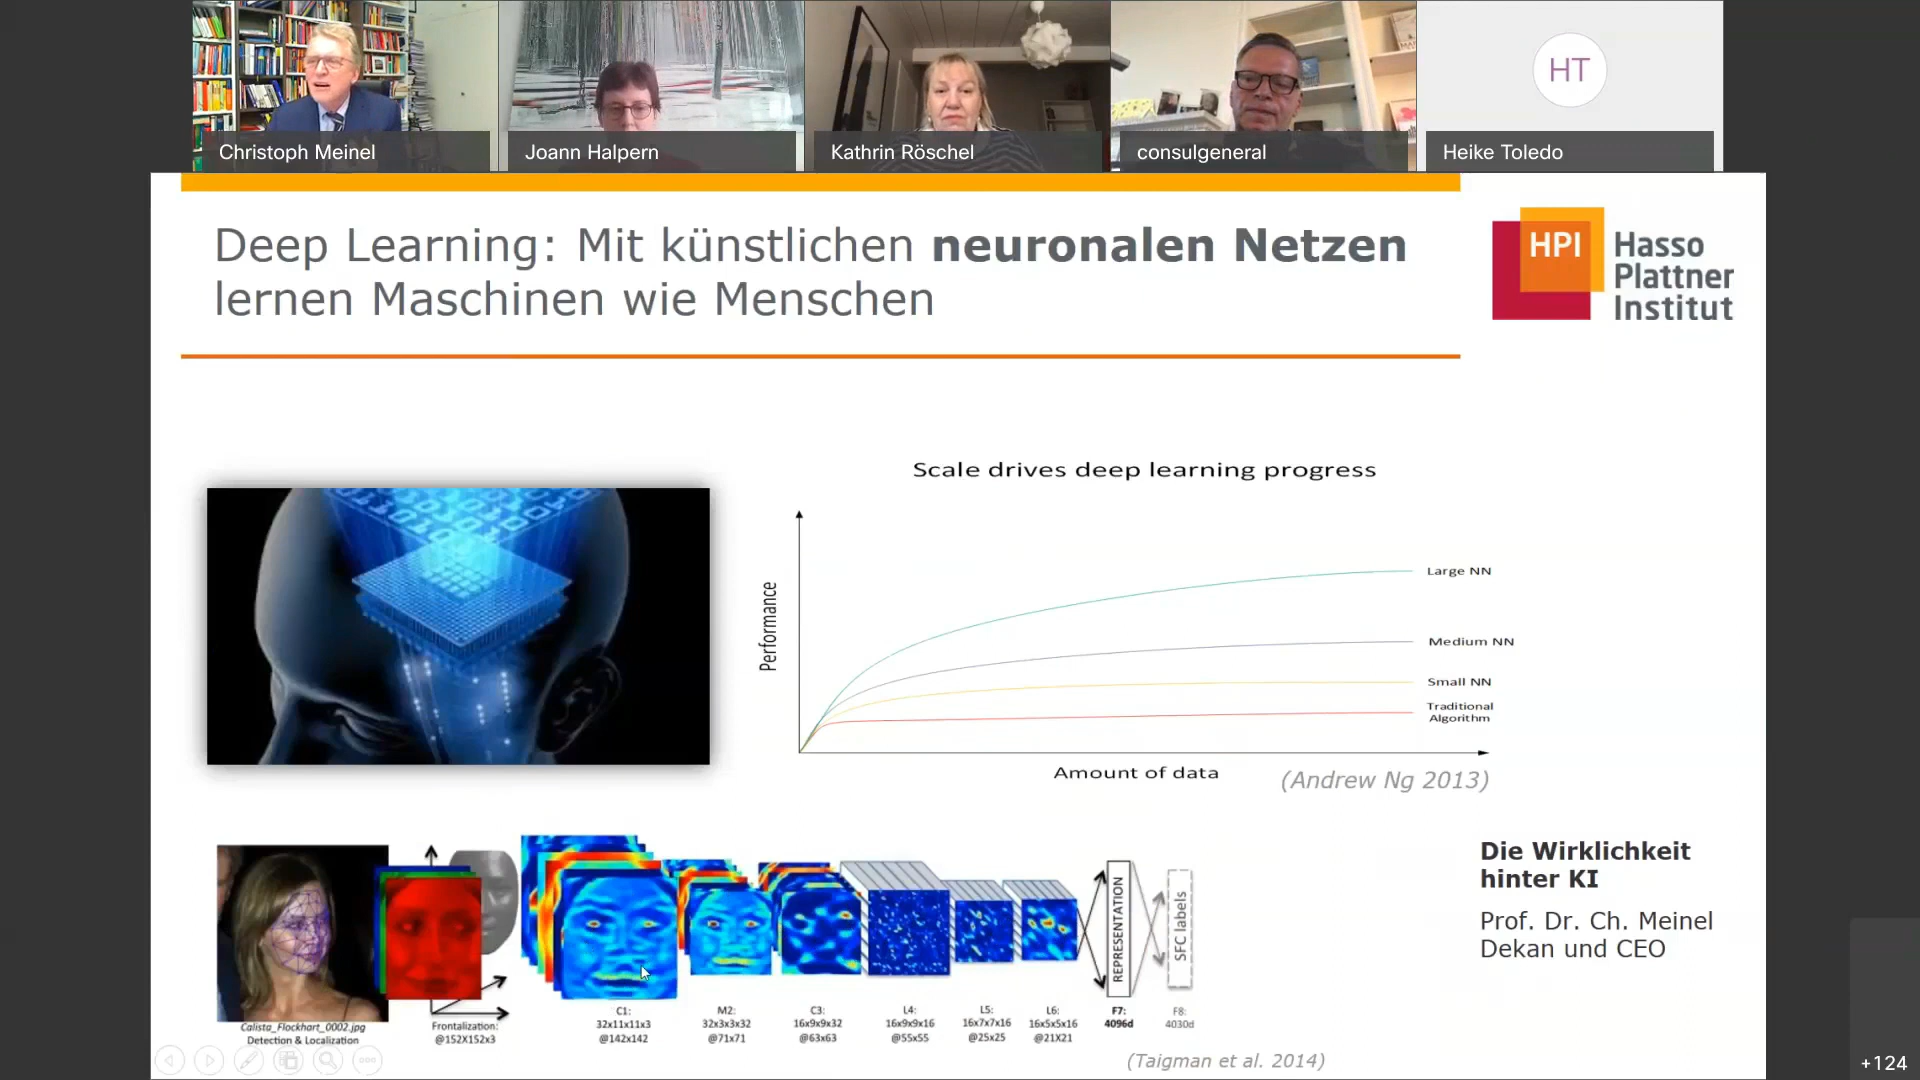 Christoph Meinel
Joann Halpern
Kathrin Röschel
consulgeneral
HT
Heike Toledo
Deep Learning: Mit künstlichen neuronalen Netzen
lernen Maschinen wie Menschen
HPI
Hasso
Plattner
Institut
Scale drives deep learning progress
Performance
Large NN
Medium NN
Small NN
Traditional
Algorithm
Amount of data
(Andrew Ng 2013)
Calista_Flockhart_0002.jpg
Detection & Localization
Frontalization:
@152X152x3
C1:
32x11x11x3
@142x142
M2:
32x3x3x32
@71x71
C3:
16x9x9x32
@63x63
L4:
16x9x9x16
@55x55
L5:
16x7x7x16
@25x25
L6:
16x5x5x16
@21X21
REPRESENTATION
F7:
4096d
SFC labels
F8:
4030d
(Taigman et al. 2014)
Die Wirklichkeit
hinter KI
Prof. Dr. Ch. Meinel
Dekan und CEO
+124